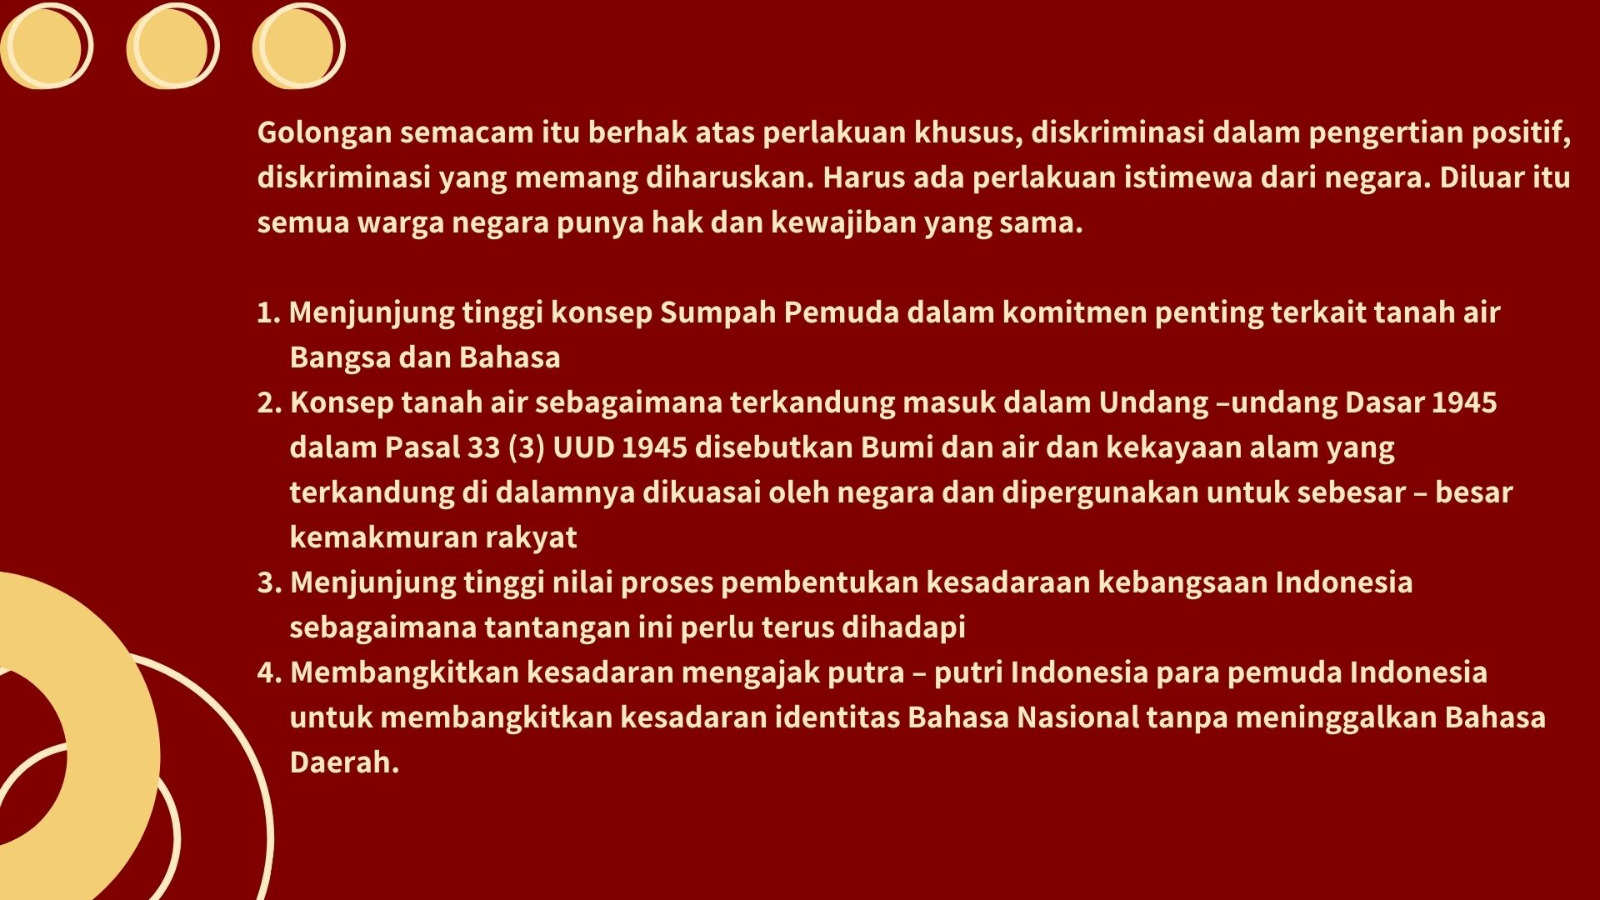 Golongan semacam itu berhak atas perlakuan khusus, diskriminasi dalam pengertian positif,
diskriminasi yang memang diharuskan. Harus ada perlakuan istimewa dari negara. Diluar itu
semua warga negara punya hak dan kewajiban yang sama.
1. Menjunjung tinggi konsep Sumpah Pemuda dalam komitmen penting terkait tanah air
Bangsa dan Bahasa
2. Konsep tanah air sebagaimana terkandung masuk dalam Undang –undang Dasar 1945
dalam Pasal 33 (3) UUD 1945 disebutkan Bumi dan air dan kekayaan alam yang
terkandung di dalamnya dikuasai oleh negara dan dipergunakan untuk sebesar – besar
kemakmuran rakyat
3. Menjunjung tinggi nilai proses pembentukan kesadaraan kebangsaan Indonesia
sebagaimana tantangan ini perlu terus dihadapi
4. Membangkitkan kesadaran mengajak putra – putri Indonesia para pemuda Indonesia
untuk membangkitkan kesadaran identitas Bahasa Nasional tanpa meninggalkan Bahasa
Daerah.